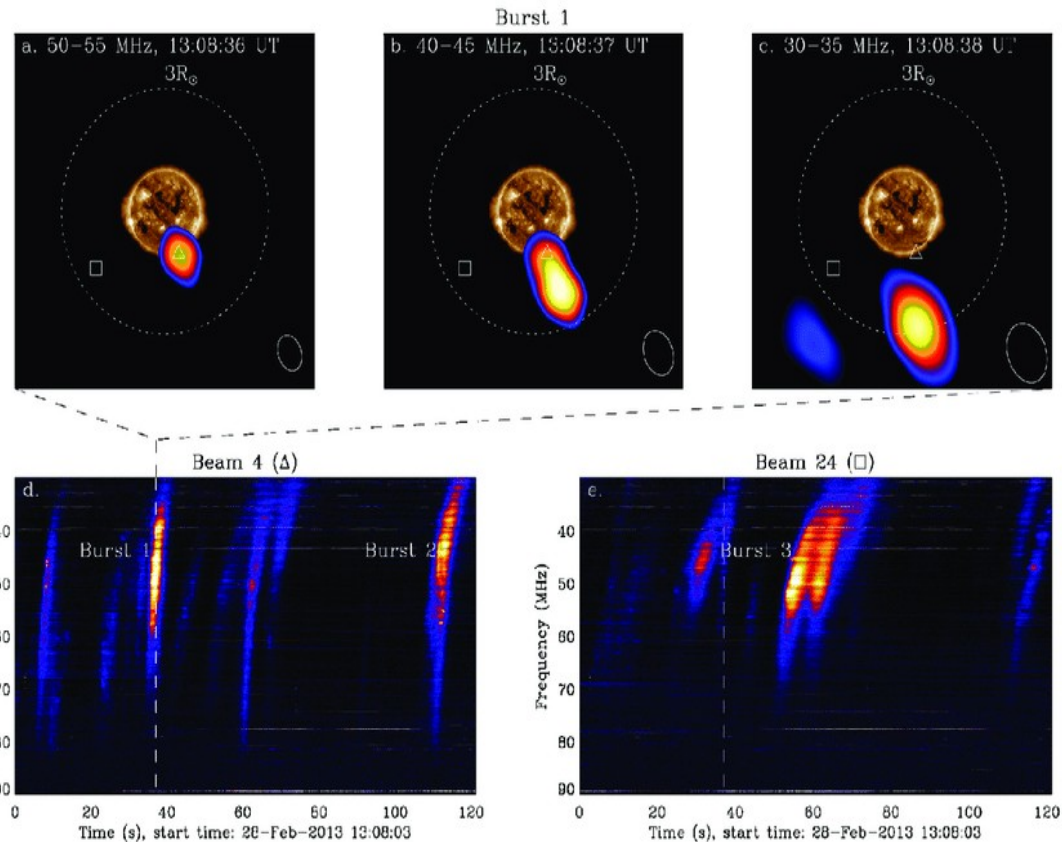 Burst 1
a. 50-55 MHz, 13:08:36 UT
3R☉
b. 40-45 MHz, 13:08:37 UT
3R☉
c. 30-35 MHz, 13:08:38 UT
3R☉
Beam 4 (Δ)
d.
Burst 1
Burst 2
40
50
60
70
80
90
0 20 40 60 80 100 120
Time (s), start time: 28-Feb-2013 13:08:03
Beam 24 (□)
e.
Burst 3
Frequency (MHz)
40
50
60
70
80
90
0 20 40 60 80 100 120
Time (s), start time: 28-Feb-2013 13:08:03